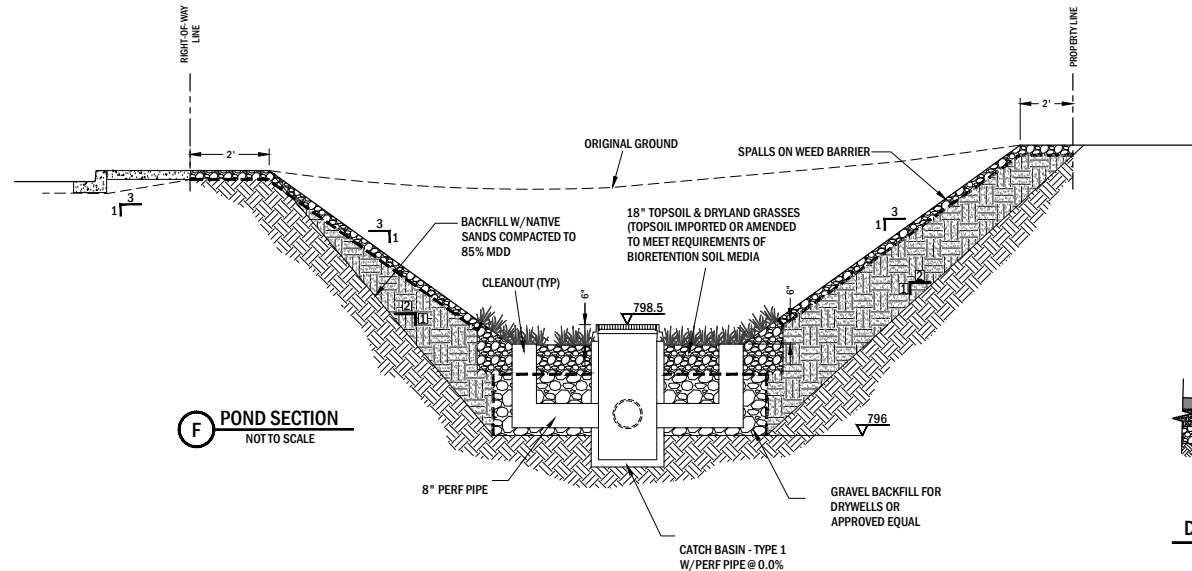 RIGHT-OF-WAY
LINE
PROPERTY LINE
2'
2'
ORIGINAL GROUND
SPALLS ON WEED BARRIER
3
1
3
1
BACKFILL W/NATIVE
SANDS COMPACTED TO
85% MDD
18" TOPSOIL & DRYLAND GRASSES
(TOPSOIL IMPORTED OR AMENDED
TO MEET REQUIREMENTS OF
BIORETENTION SOIL MEDIA
3
1
CLEANOUT (TYP)
2
1
2
1
6"
798.5
6"
F
POND SECTION
NOT TO SCALE
796
8" PERF PIPE
GRAVEL BACKFILL FOR
DRYWELLS OR
APPROVED EQUAL
CATCH BASIN - TYPE 1
W/PERF PIPE @ 0.0%
D